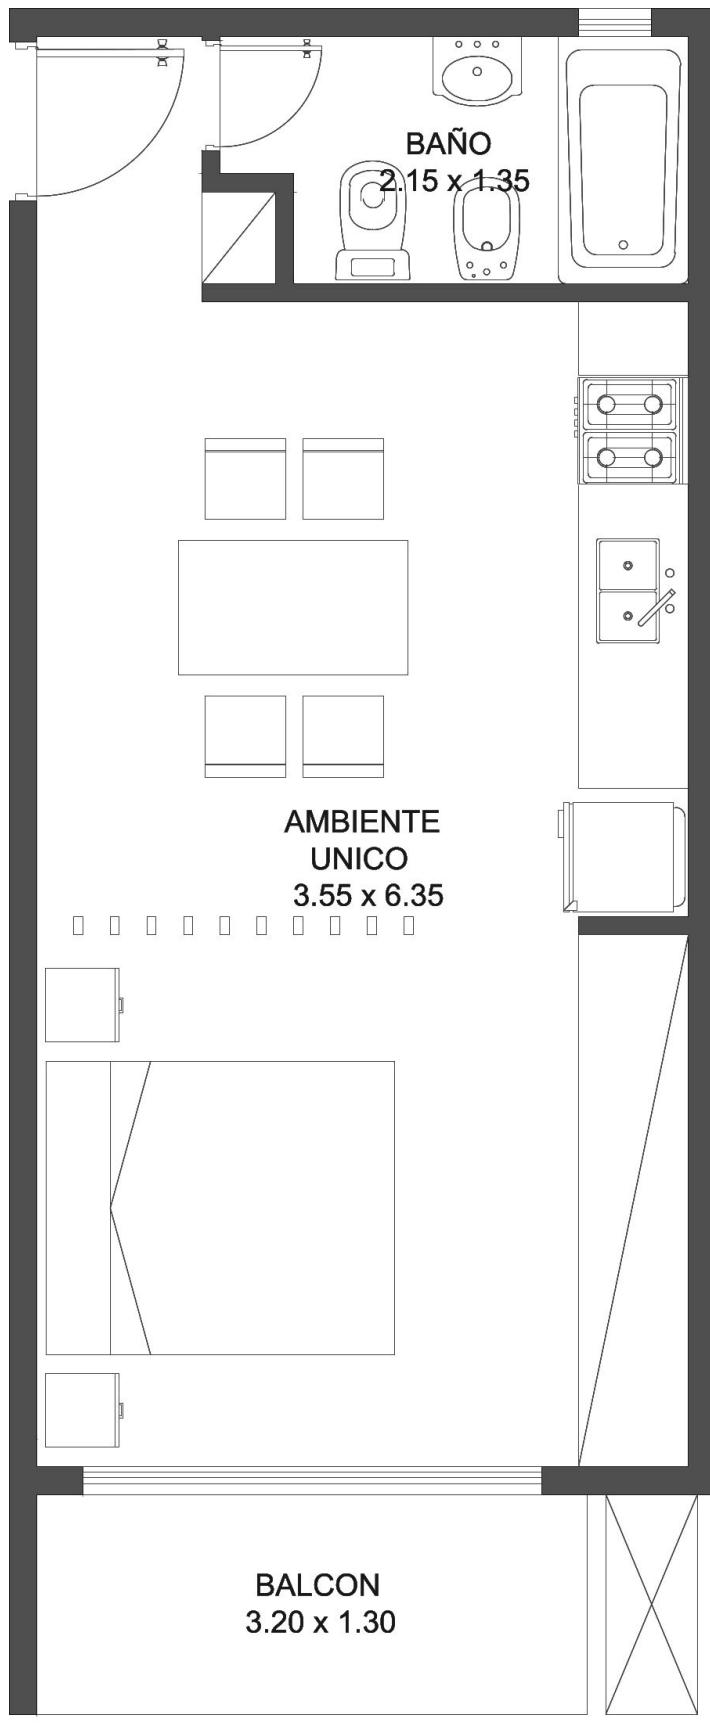 BAÑO
2.15 x 1.35
AMBIENTE
UNICO
3.55 x 6.35
BALCON
3.20 x 1.30